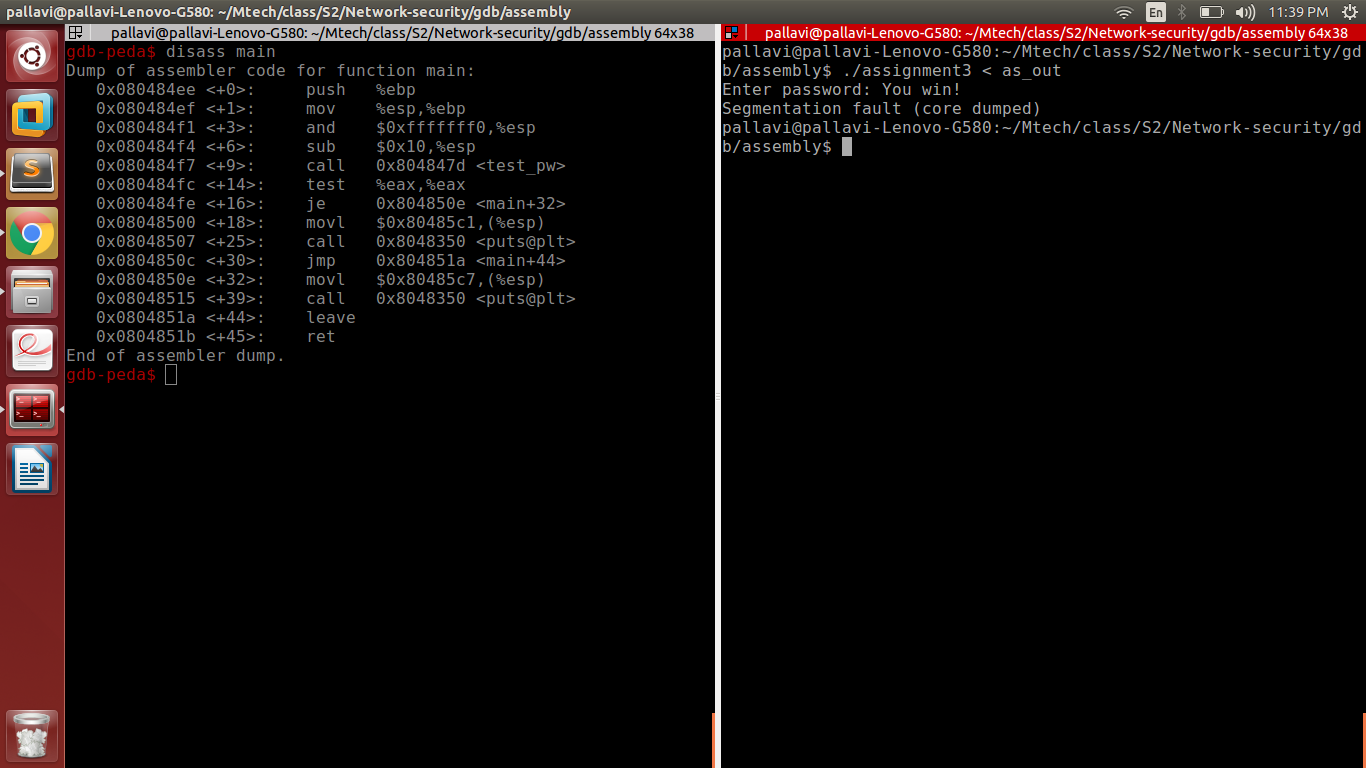 pallavi@pallavi-Lenovo-G580: ~/Mtech/class/S2/Network-security/gdb/assembly
En
11:39 PM
pallavi@pallavi-Lenovo-G580: ~/Mtech/class/S2/Network-security/gdb/assembly 64x38
gdb-peda$ disass main
Dump of assembler code for function main:
0x080484ee <+0>: push %ebp
0x080484ef <+1>: mov %esp,%ebp
0x080484f1 <+3>: and $0xfffffff0,%esp
0x080484f4 <+6>: sub $0x10,%esp
0x080484f7 <+9>: call 0x804847d <test_pw>
0x080484fc <+14>: test %eax,%eax
0x080484fe <+16>: je 0x804850e <main+32>
0x08048500 <+18>: movl $0x80485c1,(%esp)
0x08048507 <+25>: call 0x8048350 <puts@plt>
0x0804850c <+30>: jmp 0x804851a <main+44>
0x0804850e <+32>: movl $0x80485c7,(%esp)
0x08048515 <+39>: call 0x8048350 <puts@plt>
0x0804851a <+44>: leave
0x0804851b <+45>: ret
End of assembler dump.
gdb-peda$
pallavi@pallavi-Lenovo-G580: ~/Mtech/class/S2/Network-security/gdb/assembly 64x38
pallavi@pallavi-Lenovo-G580:~/Mtech/class/S2/Network-security/gd
b/assembly$ ./assignment3 < as_out
Enter password: You win!
Segmentation fault (core dumped)
pallavi@pallavi-Lenovo-G580:~/Mtech/class/S2/Network-security/gd
b/assembly$